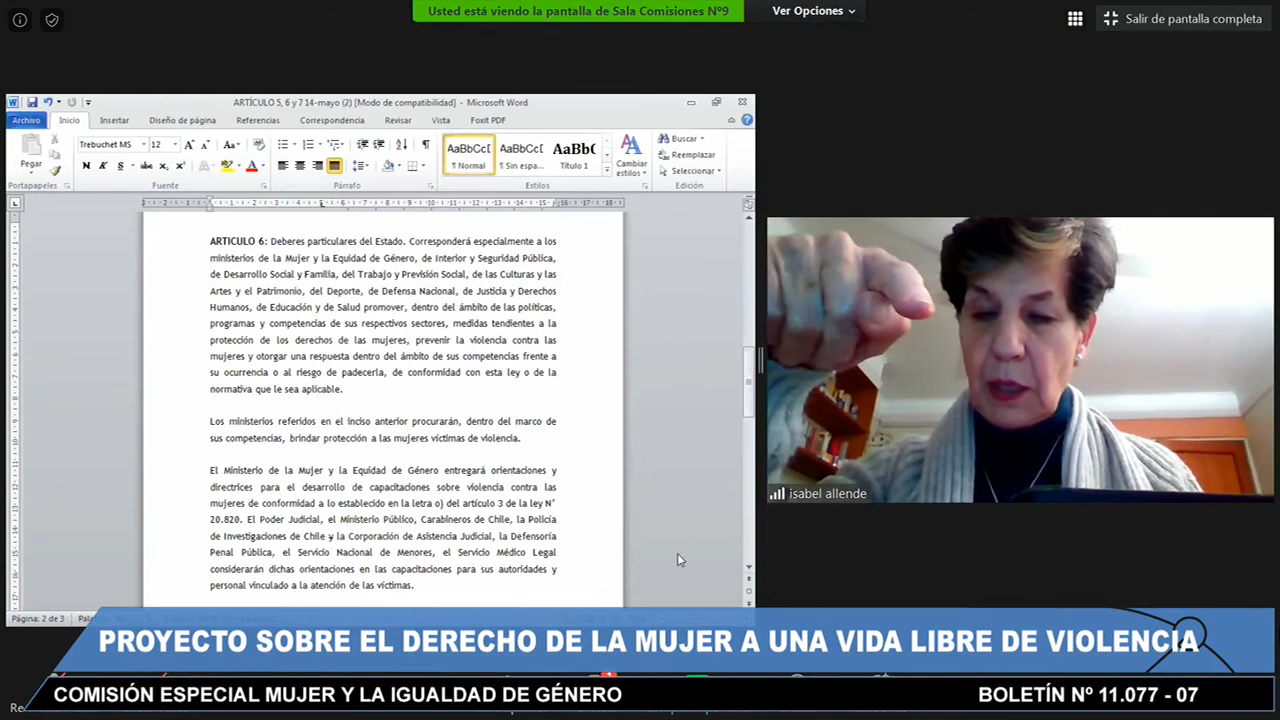 Usted está viendo la pantalla de Sala Comisiones Nº9
Ver Opciones
Salir de pantalla completa
ARTÍCULO 5, 6 y 7 14-mayo (2) [Modo de compatibilidad] - Microsoft Word
Archivo Inicio Insertar Diseño de página Referencias Correspondencia Revisar Vista Foxit PDF
Trebuchet MS 12
Pegar
N K S abc x₂ x²
AaBbCcD AaBbCcD AaBbC
¶ Normal ¶ Sin espa... Título 1
Cambiar estilos
Buscar
Reemplazar
Seleccionar
Portapapeles Fuente Párrafo Estilos Edición
ARTICULO 6: Deberes particulares del Estado. Corresponderá especialmente a los
ministerios de la Mujer y la Equidad de Género, de Interior y Seguridad Pública,
de Desarrollo Social y Familia, del Trabajo y Previsión Social, de las Culturas y las
Artes y el Patrimonio, del Deporte, de Defensa Nacional, de Justicia y Derechos
Humanos, de Educación y de Salud promover, dentro del ámbito de las políticas,
programas y competencias de sus respectivos sectores, medidas tendientes a la
protección de los derechos de las mujeres, prevenir la violencia contra las
mujeres y otorgar una respuesta dentro del ámbito de sus competencias frente a
su ocurrencia o al riesgo de padecerla, de conformidad con esta ley o de la
normativa que le sea aplicable.
Los ministerios referidos en el inciso anterior procurarán, dentro del marco de
sus competencias, brindar protección a las mujeres víctimas de violencia.
El Ministerio de la Mujer y la Equidad de Género entregará orientaciones y
directrices para el desarrollo de capacitaciones sobre violencia contra las
mujeres de conformidad a lo establecido en la letra o) del artículo 3 de la ley N°
20.820. El Poder Judicial, el Ministerio Público, Carabineros de Chile, la Policía
de Investigaciones de Chile y la Corporación de Asistencia Judicial, la Defensoría
Penal Pública, el Servicio Nacional de Menores, el Servicio Médico Legal
considerarán dichas orientaciones en las capacitaciones para sus autoridades y
personal vinculado a la atención de las víctimas.
Página: 2 de 3
isabel allende
PROYECTO SOBRE EL DERECHO DE LA MUJER A UNA VIDA LIBRE DE VIOLENCIA
COMISIÓN ESPECIAL MUJER Y LA IGUALDAD DE GÉNERO
BOLETÍN Nº 11.077 - 07